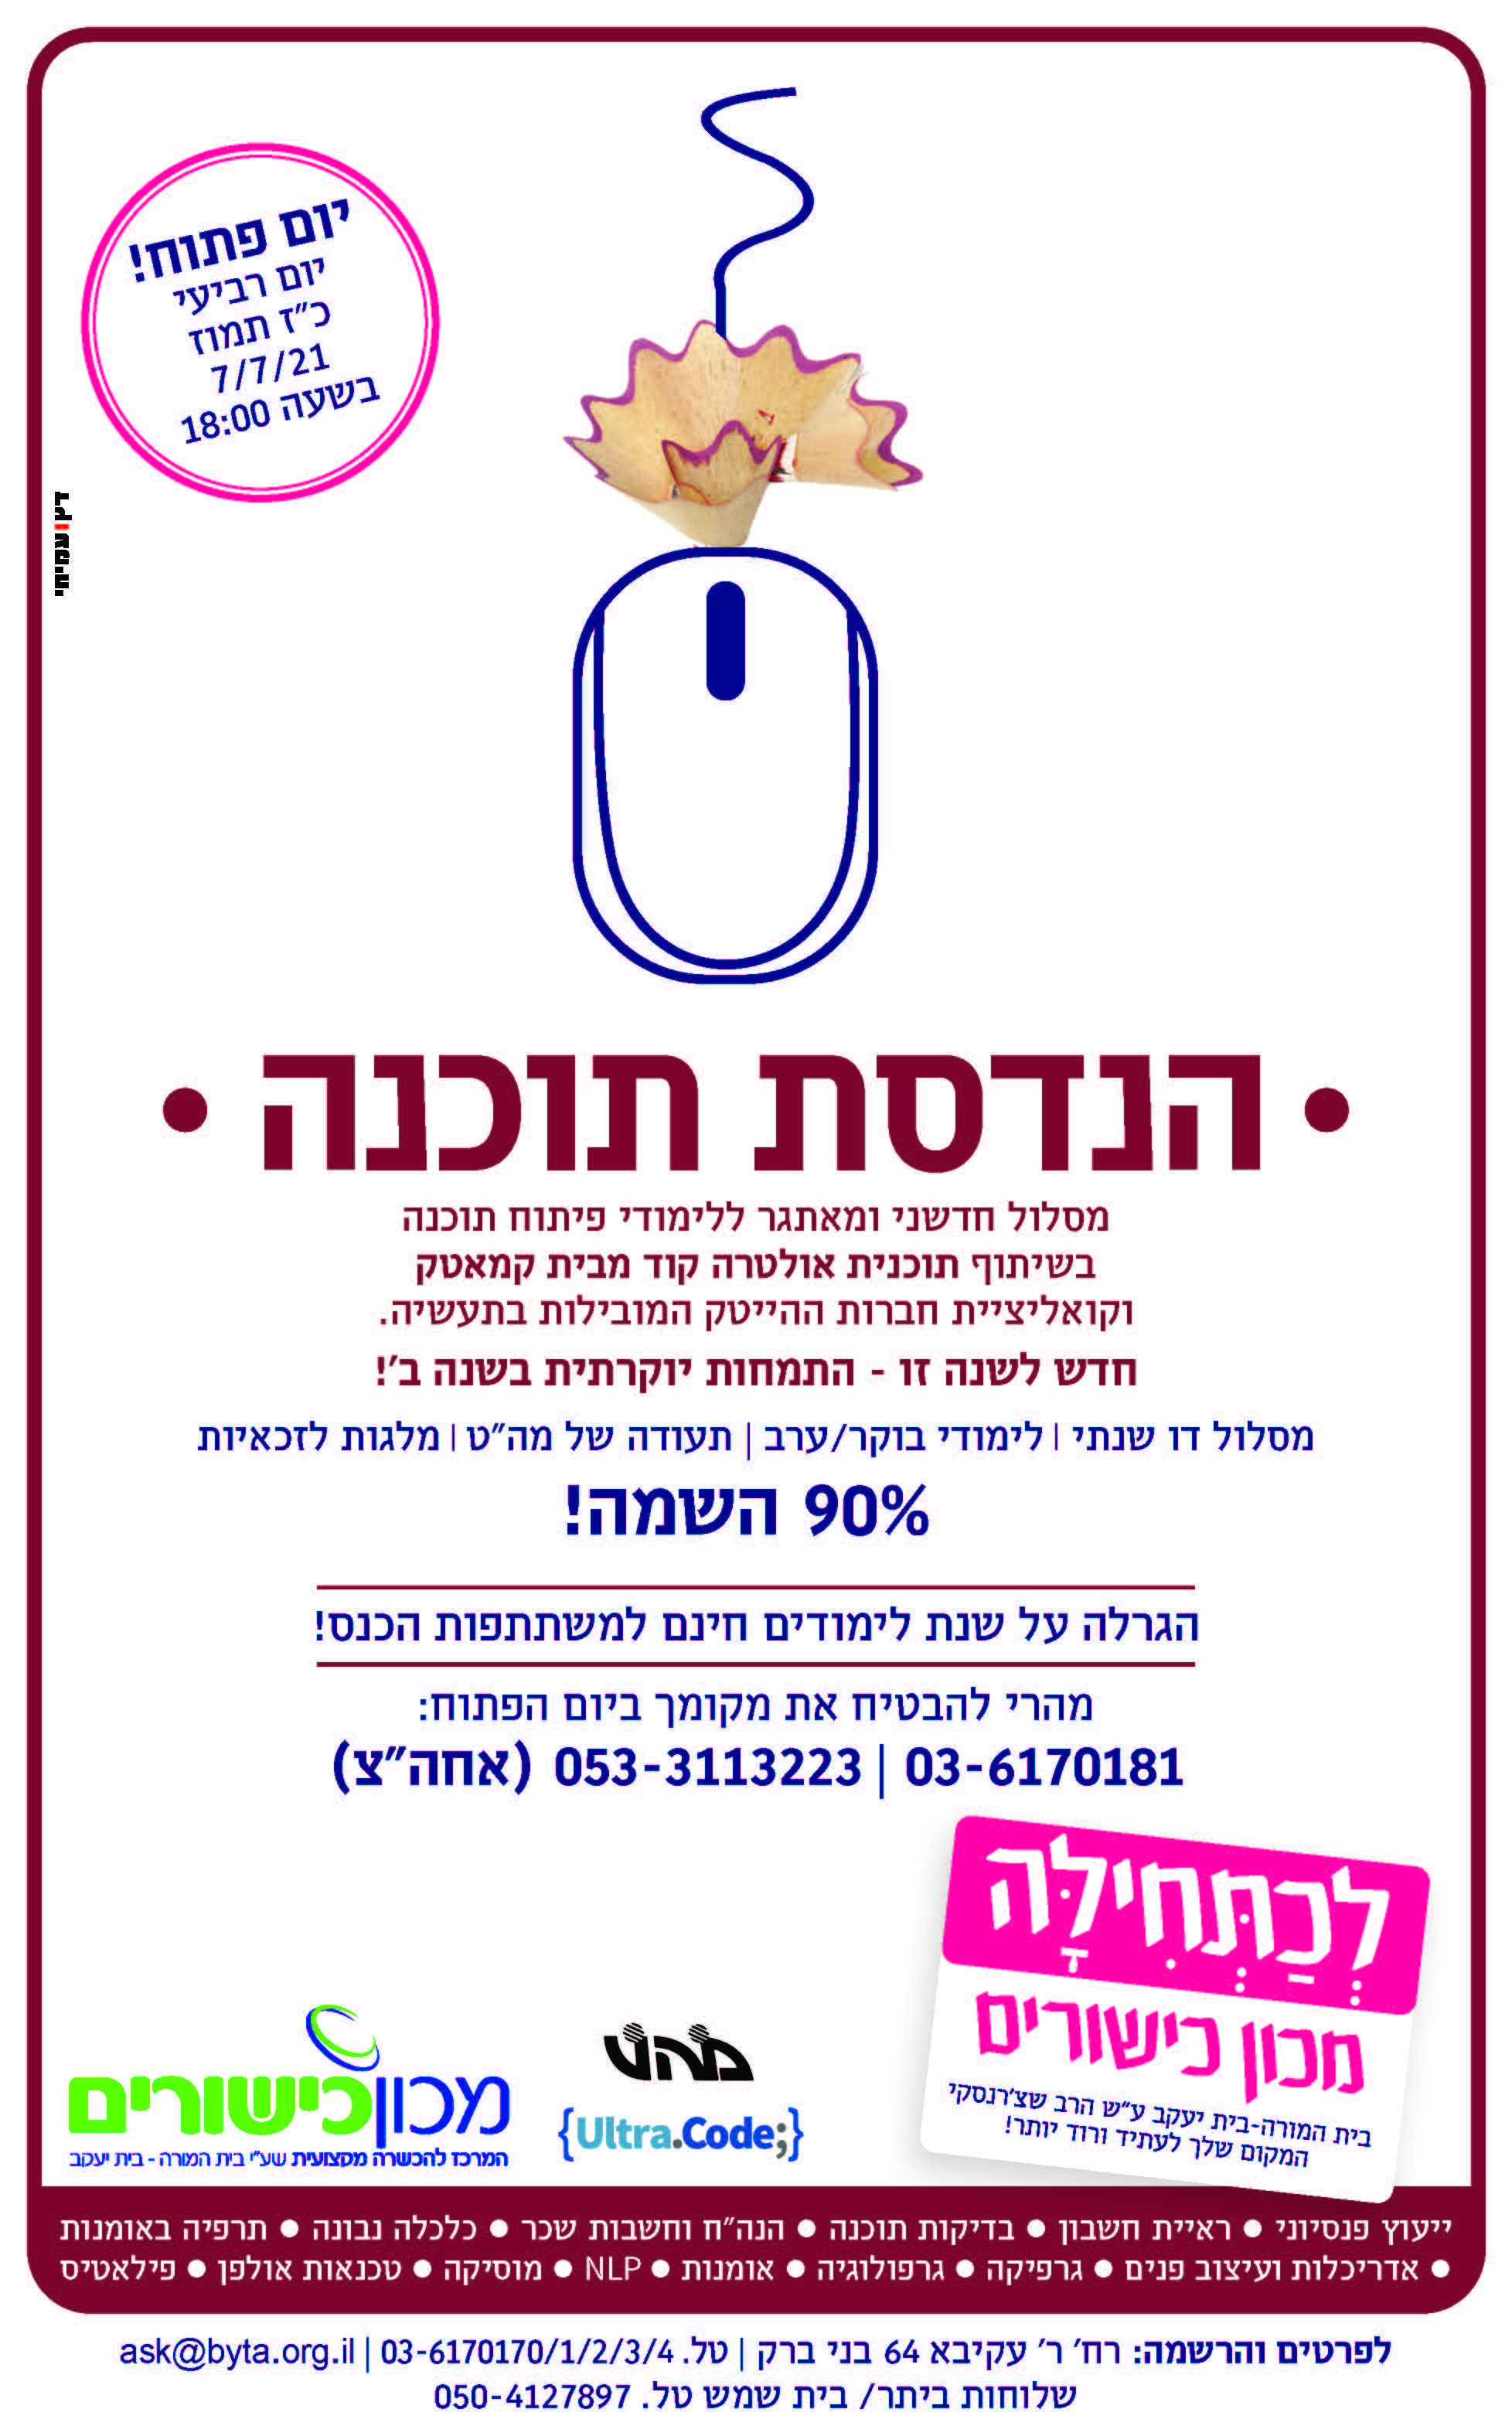 יום פתוח!
יום רביעי
כ"ז תמוז
7/7/21
בשעה 18:00
דץ ועמיחי
• הנדסת תוכנה •
מסלול חדשני ומאתגר ללימודי פיתוח תוכנה
בשיתוף תוכנית אולטרה קוד מבית קמאטק
וקואליציית חברות ההייטק המובילות בתעשיה.
חדש לשנה זו - התמחות יוקרתית בשנה ב'!
מסלול דו שנתי | לימודי בוקר/ערב | תעודה של מה"ט | מלגות לזכאיות
90% השמה!
הגרלה על שנת לימודים חינם למשתתפות הכנס!
מהרי להבטיח את מקומך ביום הפתוח:
03-6170181 | 053-3113223 (אחה"צ)
לְכַתְּחִילָּה
מכון כישורים
בית המורה-בית יעקב ע"ש הרב שצ'רנסקי
המקום שלך לעתיד ורוד יותר!
מהט
{Ultra.Code;}
מכון כישורים
המרכז להכשרה מקצועית שע"י בית המורה - בית יעקב
ייעוץ פנסיוני • ראיית חשבון • בדיקות תוכנה • הנה"ח וחשבות שכר • כלכלה נבונה • תרפיה באומנות
• אדריכלות ועיצוב פנים • גרפיקה • גרפולוגיה • אומנות • NLP • מוסיקה • טכנאות אולפן • פילאטיס
לפרטים והרשמה: רח' ר' עקיבא 64 בני ברק | טל. 03-6170170/1/2/3/4 | ask@byta.org.il
שלוחות ביתר/ בית שמש טל. 050-4127897